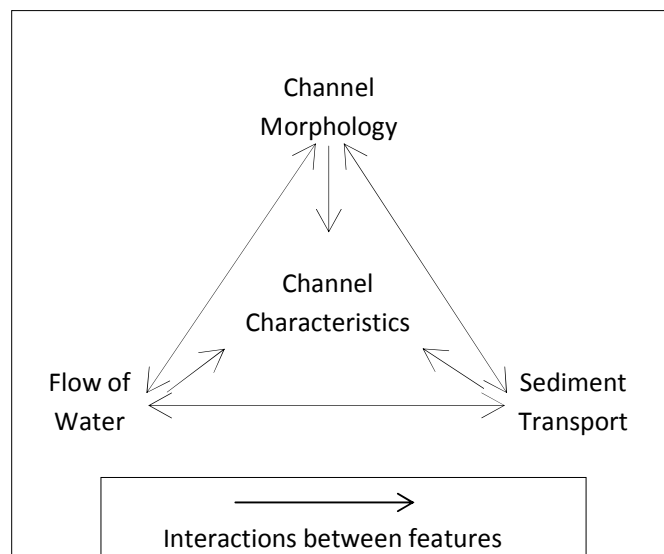 Channel
Morphology
Channel
Characteristics
Flow of
Water
Sediment
Transport
Interactions between features